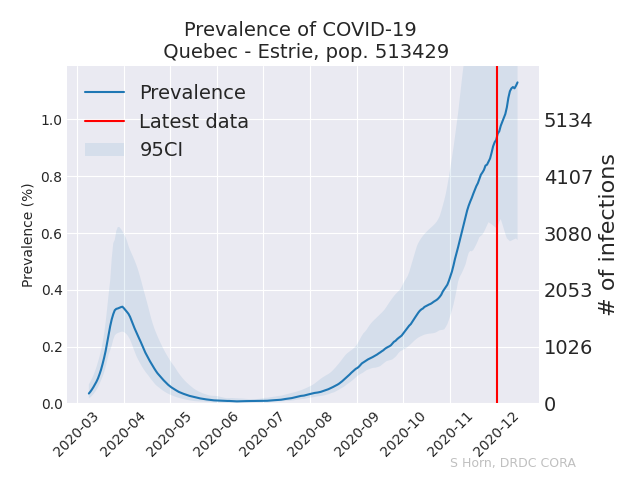 Prevalence of COVID-19
Quebec - Estrie, pop. 513429
Prevalence
Latest data
95CI
Prevalence (%)
1.0
0.8
0.6
0.4
0.2
0.0
5134
4107
3080
2053
1026
0
# of infections
2020-03
2020-04
2020-05
2020-06
2020-07
2020-08
2020-09
2020-10
2020-11
2020-12
S Horn, DRDC CORA